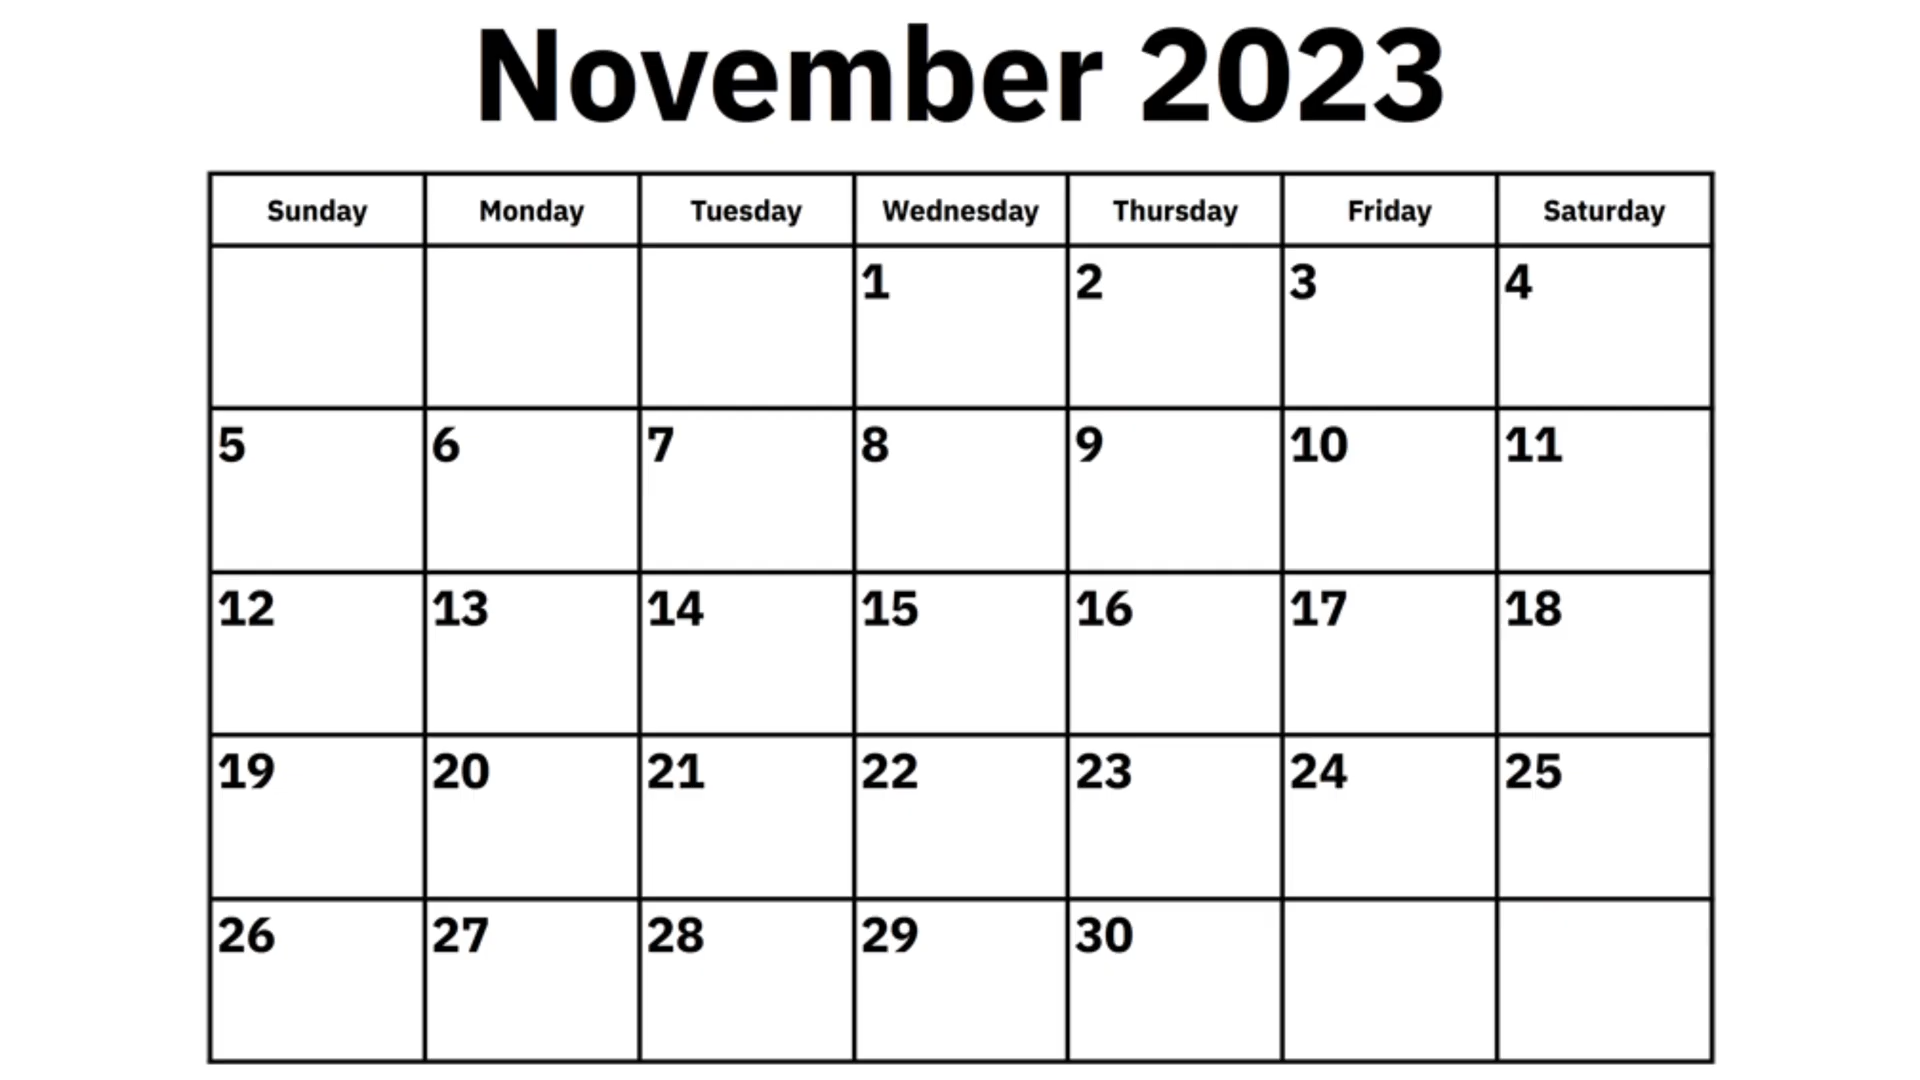 November 2023
Sunday Monday Tuesday Wednesday Thursday Friday Saturday
1 2 3 4
5 6 7 8 9 10 11
12 13 14 15 16 17 18
19 20 21 22 23 24 25
26 27 28 29 30